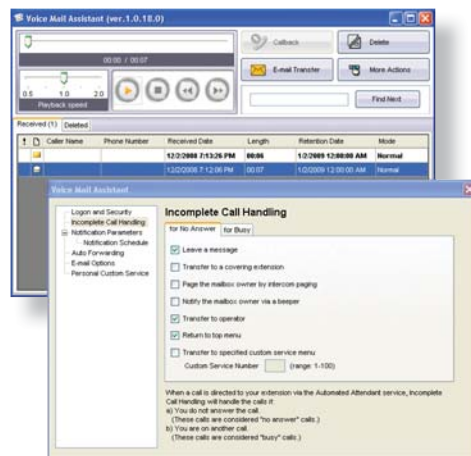 Voice Mail Assistant (ver.1.0.18.0)
00:00 / 00:07
0.5 1.0 2.0
Playback speed
Callback
Delete
E-mail Transfer
More Actions
Find Next
Received (1) Deleted
! Caller Name Phone Number Received Date Length Retention Date Mode
12/2/2008 7:13:26 PM 00:06 1/2/2009 12:00:00 AM Normal
12/2/2008 7:12:06 PM 00:07 1/2/2009 12:00:00 AM Normal
Voice Mail Assistant
Logon and Security
Incomplete Call Handling
Notification Parameters
Notification Schedule
Auto Forwarding
E-mail Options
Personal Custom Service
Incomplete Call Handling
for No Answer for Busy
Leave a message
Transfer to a covering extension
Page the mailbox owner by intercom paging
Notify the mailbox owner via a beeper
Transfer to operator
Return to top menu
Transfer to specified custom service menu
Custom Service Number (range: 1-100)
When a call is directed to your extension via the Automated Attendant service, Incomplete
Call Handling will handle the calls if:
a) You do not answer the call.
(These calls are considered "no answer" calls.)
b) You are on another call.
(These calls are considered "busy" calls.)